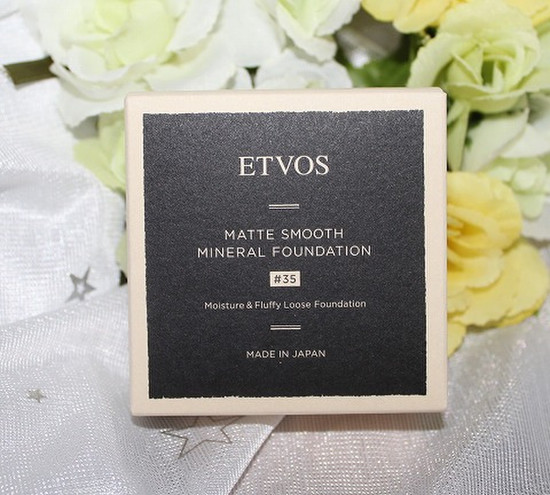 ETVOS
MATTE SMOOTH
MINERAL FOUNDATION
#35
Moisture & Fluffy Loose Foundation
MADE IN JAPAN